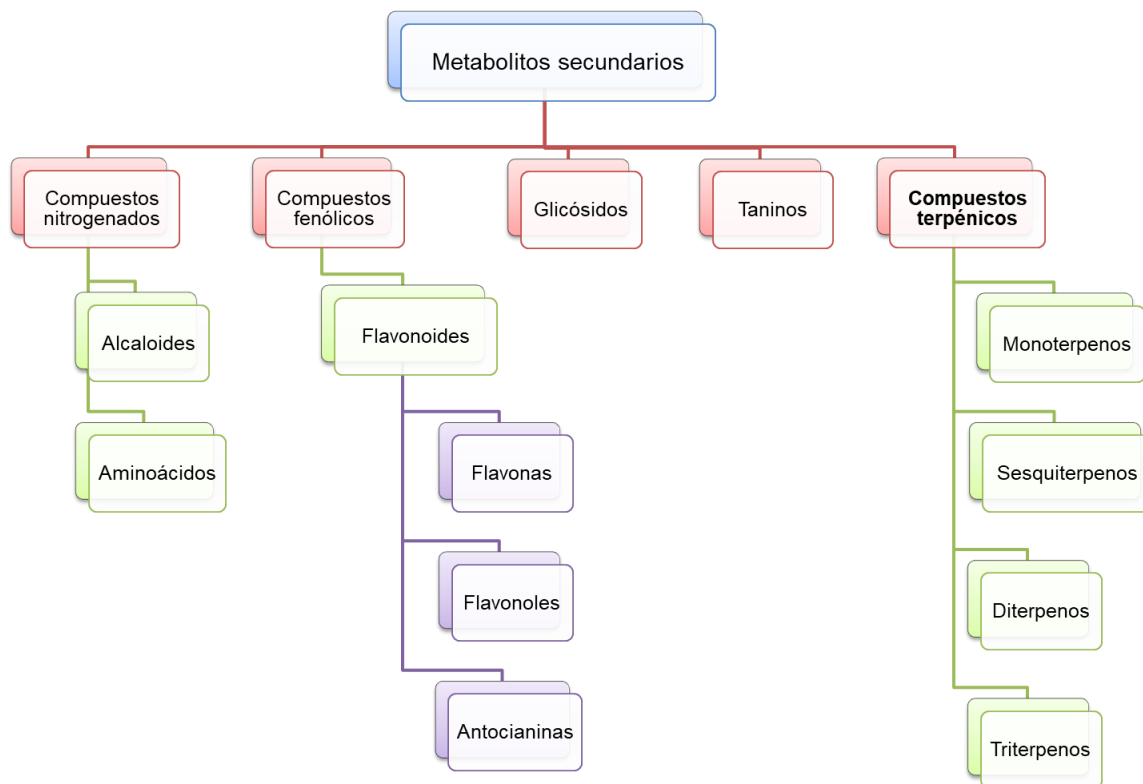 Metabolitos secundarios
Compuestos
nitrogenados
Compuestos
fenólicos
Glicósidos
Taninos
Compuestos
terpénicos
Alcaloides
Aminoácidos
Flavonoides
Flavonas
Flavonoles
Antocianinas
Monoterpenos
Sesquiterpenos
Diterpenos
Triterpenos